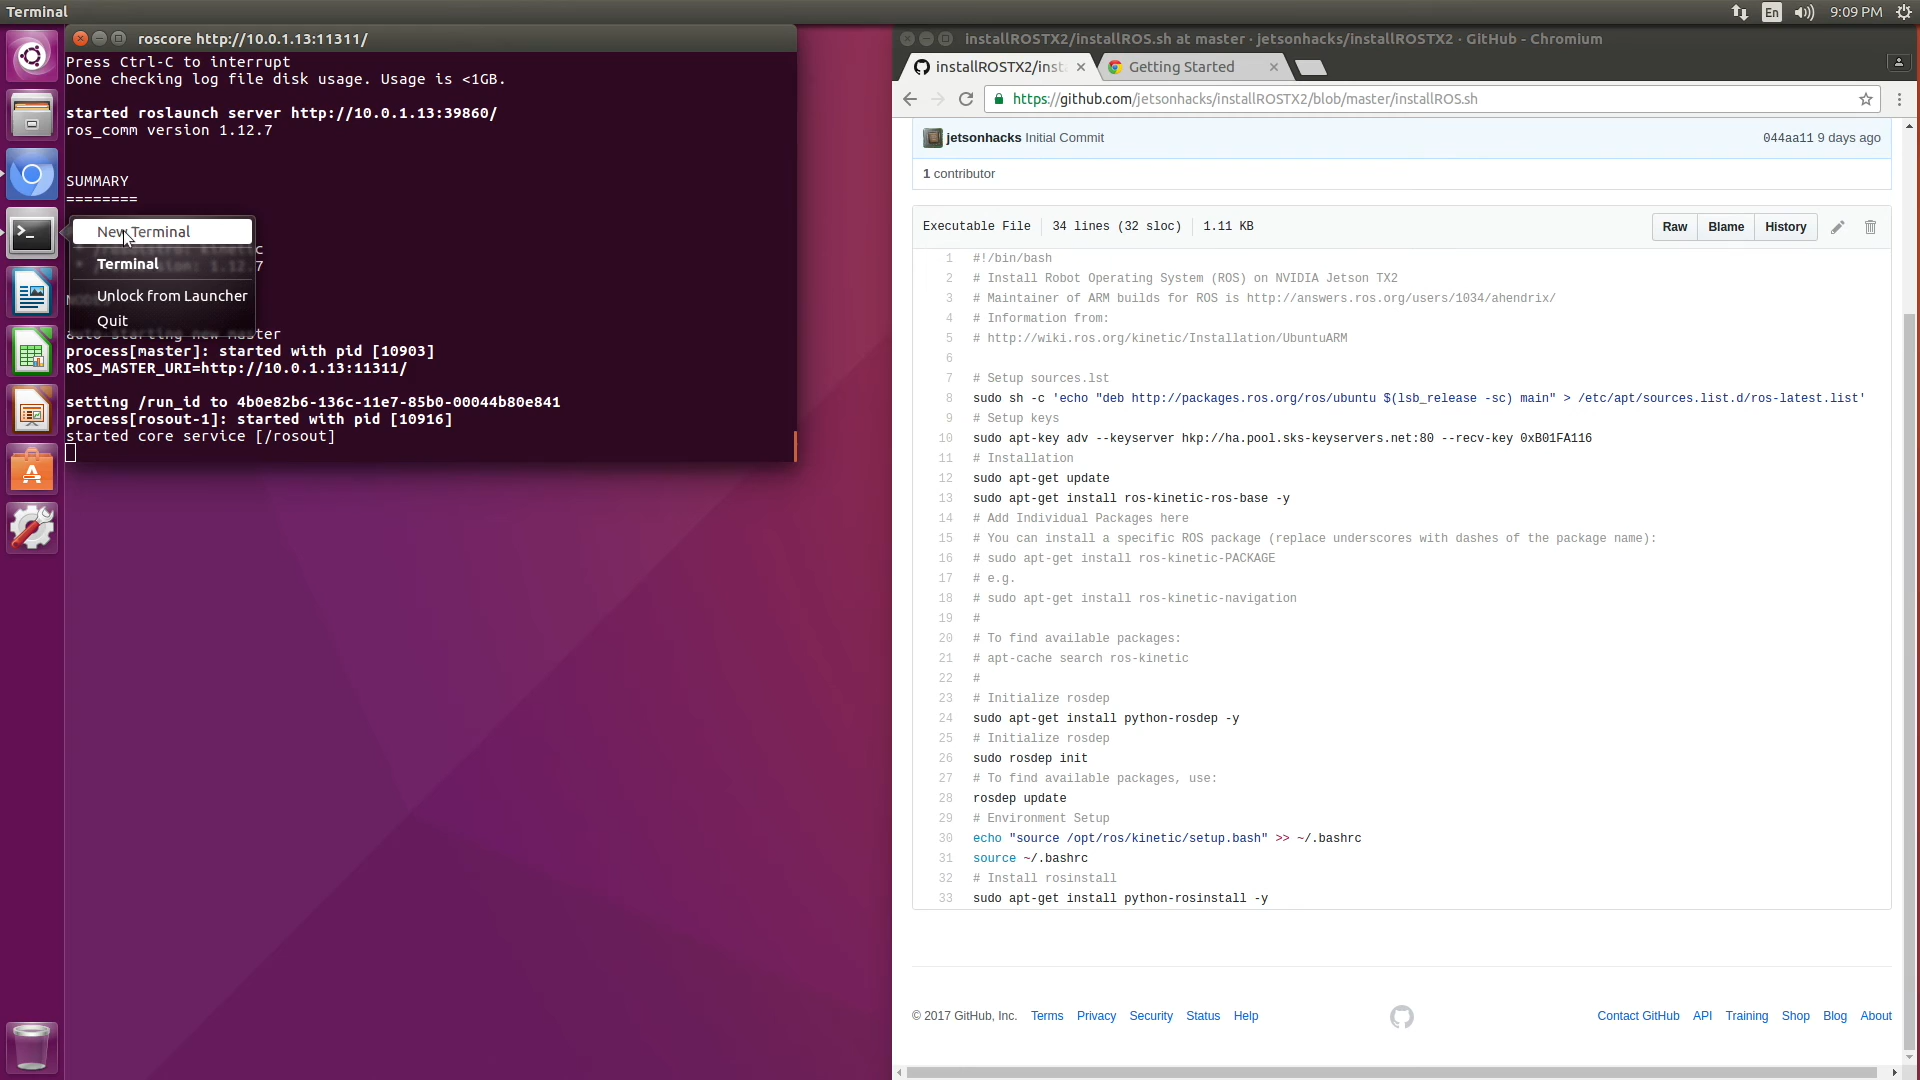 Terminal
En
9:09 PM
roscore http://10.0.1.13:11311/
Press Ctrl-C to interrupt
Done checking log file disk usage. Usage is <1GB.
started roslaunch server http://10.0.1.13:39860/
ros_comm version 1.12.7
SUMMARY
========
New Terminal
Terminal
Unlock from Launcher
Quit
auto-starting new master
process[master]: started with pid [10903]
ROS_MASTER_URI=http://10.0.1.13:11311/
setting /run_id to 4b0e82b6-136c-11e7-85b0-00044b80e841
process[rosout-1]: started with pid [10916]
started core service [/rosout]
installROSTX2/installROS.sh at master · jetsonhacks/installROSTX2 · GitHub - Chromium
installROSTX2/inst
Getting Started
https://github.com/jetsonhacks/installROSTX2/blob/master/installROS.sh
jetsonhacks Initial Commit
044aa11 9 days ago
1 contributor
Executable File
34 lines (32 sloc)
1.11 KB
Raw
Blame
History
1 #!/bin/bash
2 # Install Robot Operating System (ROS) on NVIDIA Jetson TX2
3 # Maintainer of ARM builds for ROS is http://answers.ros.org/users/1034/ahendrix/
4 # Information from:
5 # http://wiki.ros.org/kinetic/Installation/UbuntuARM
6
7 # Setup sources.lst
8 sudo sh -c 'echo "deb http://packages.ros.org/ros/ubuntu $(lsb_release -sc) main" > /etc/apt/sources.list.d/ros-latest.list'
9 # Setup keys
10 sudo apt-key adv --keyserver hkp://ha.pool.sks-keyservers.net:80 --recv-key 0xB01FA116
11 # Installation
12 sudo apt-get update
13 sudo apt-get install ros-kinetic-ros-base -y
14 # Add Individual Packages here
15 # You can install a specific ROS package (replace underscores with dashes of the package name):
16 # sudo apt-get install ros-kinetic-PACKAGE
17 # e.g.
18 # sudo apt-get install ros-kinetic-navigation
19 #
20 # To find available packages:
21 # apt-cache search ros-kinetic
22 #
23 # Initialize rosdep
24 sudo apt-get install python-rosdep -y
25 # Initialize rosdep
26 sudo rosdep init
27 # To find available packages, use:
28 rosdep update
29 # Environment Setup
30 echo "source /opt/ros/kinetic/setup.bash" >> ~/.bashrc
31 source ~/.bashrc
32 # Install rosinstall
33 sudo apt-get install python-rosinstall -y
© 2017 GitHub, Inc.
Terms
Privacy
Security
Status
Help
Contact GitHub
API
Training
Shop
Blog
About